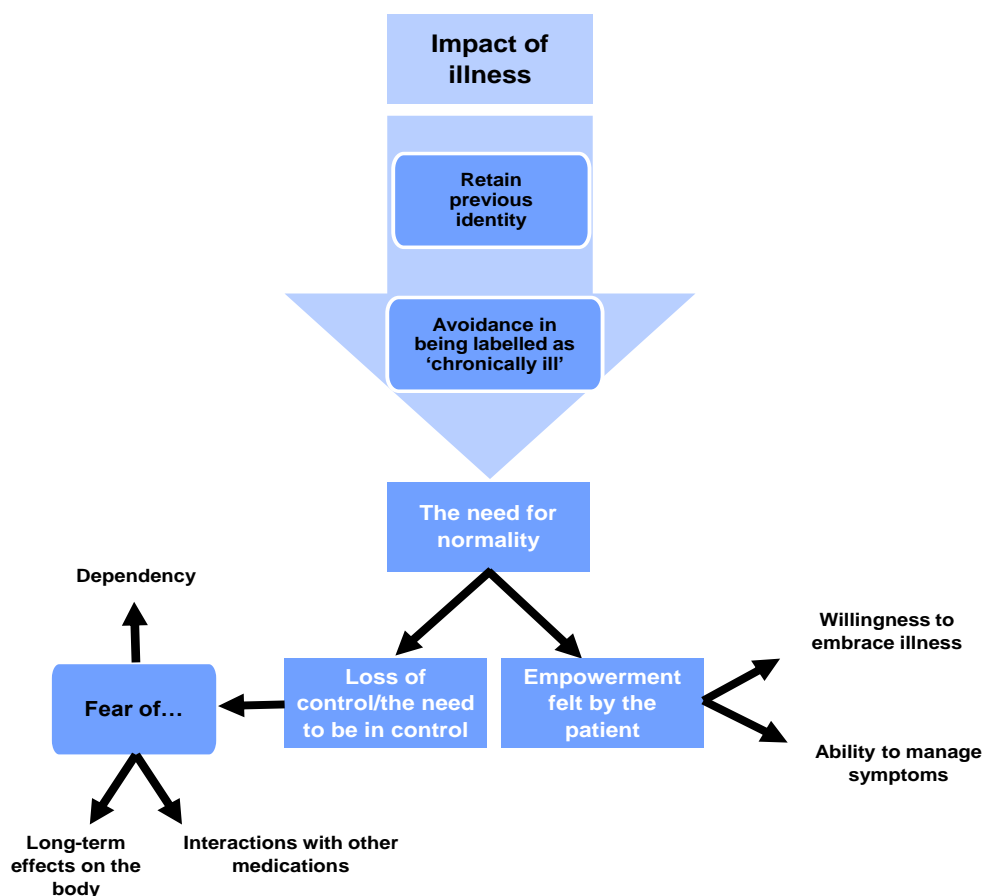 Impact of
illness
Retain
previous
identity
Avoidance in
being labelled as
‘chronically ill’
The need for
normality
Dependency
Willingness to
embrace illness
Loss of
control/the need
to be in control
Empowerment
felt by the
patient
Fear of…
Ability to manage
symptoms
Long-term
effects on the
body
Interactions with other
medications